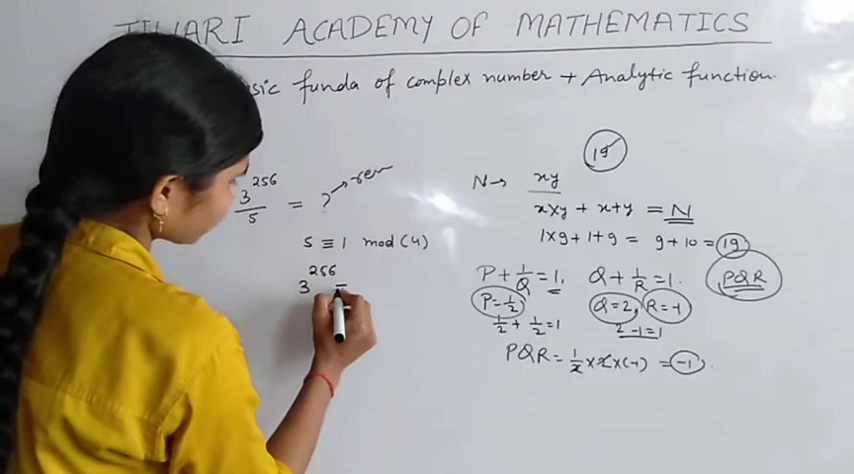 TIWARI ACADEMY OF MATHEMATICS
funda of complex number + Analytic function.
3^256 / 5 = ? → rem
5 ≡ 1 mod (4)
3^256 =
19
N → xy
x×y + x+y = N
1×9 + 1+9 = 9+10 = 19
P + 1/Q = 1, Q + 1/R = 1. PQR
P = 1/2 Q = 2, R = -1
1/2 + 1/2 = 1 2 - 1 = 1
PQR = 1/2 × 2 × (-1) = -1.